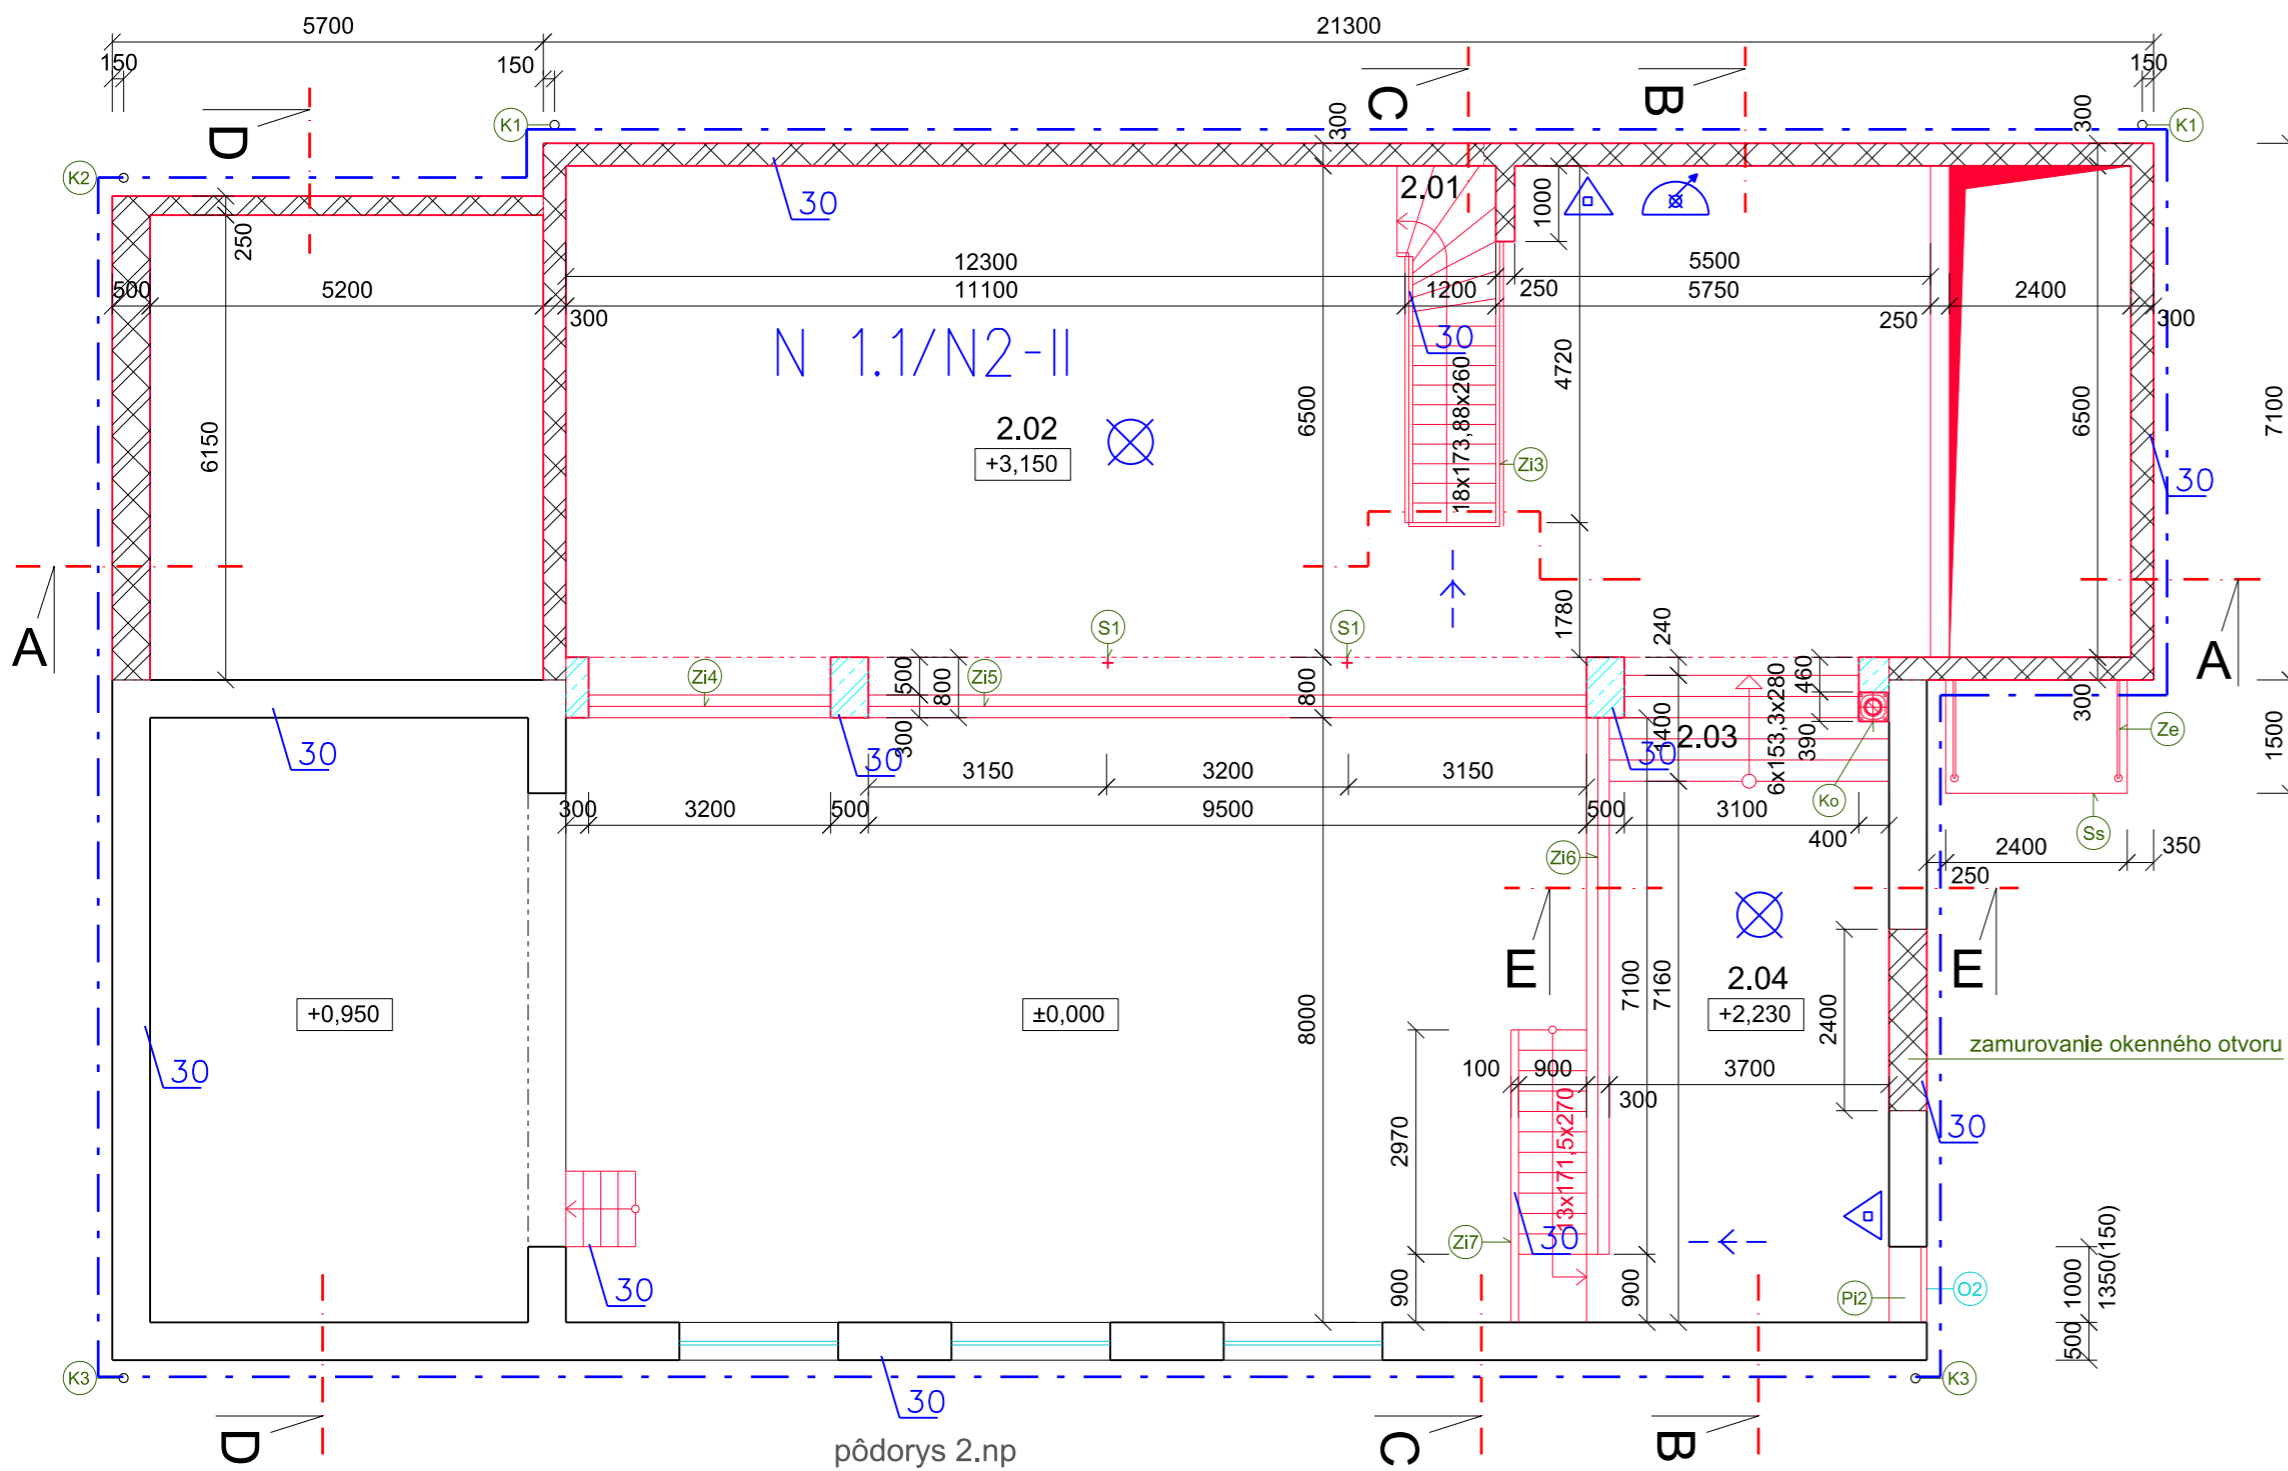 5700
21300
150
150
150
C
B
D
K1
K1
K2
300
300
30
2.01
1000
250
12300
5500
500
5200
11100
1200
250
5750
2400
300
250
300
N 1.1/N2-II
30
4720
18x173,88x260
6150
6500
6500
7100
2.02
+3,150
Zi3
30
A
A
S1
S1
1780
240
Zi4
500
800
Zi5
800
460
300
Ze
1500
30
300
30
1400
30
2.03
6x153,3x280
390
3150
3200
3150
Ko
300
3200
500
9500
500
3100
400
Ss
2400
350
250
Zi6
E
E
2.04
+2,230
+0,950
±0,000
8000
7100
7160
2400
zamurovanie okenného otvoru
30
100
900
3700
300
13x171,5x270
30
2970
Zi7
30
30
900
900
Pi2
O2
1000
1350(150)
500
K3
K3
30
D
pôdorys 2.np
C
B